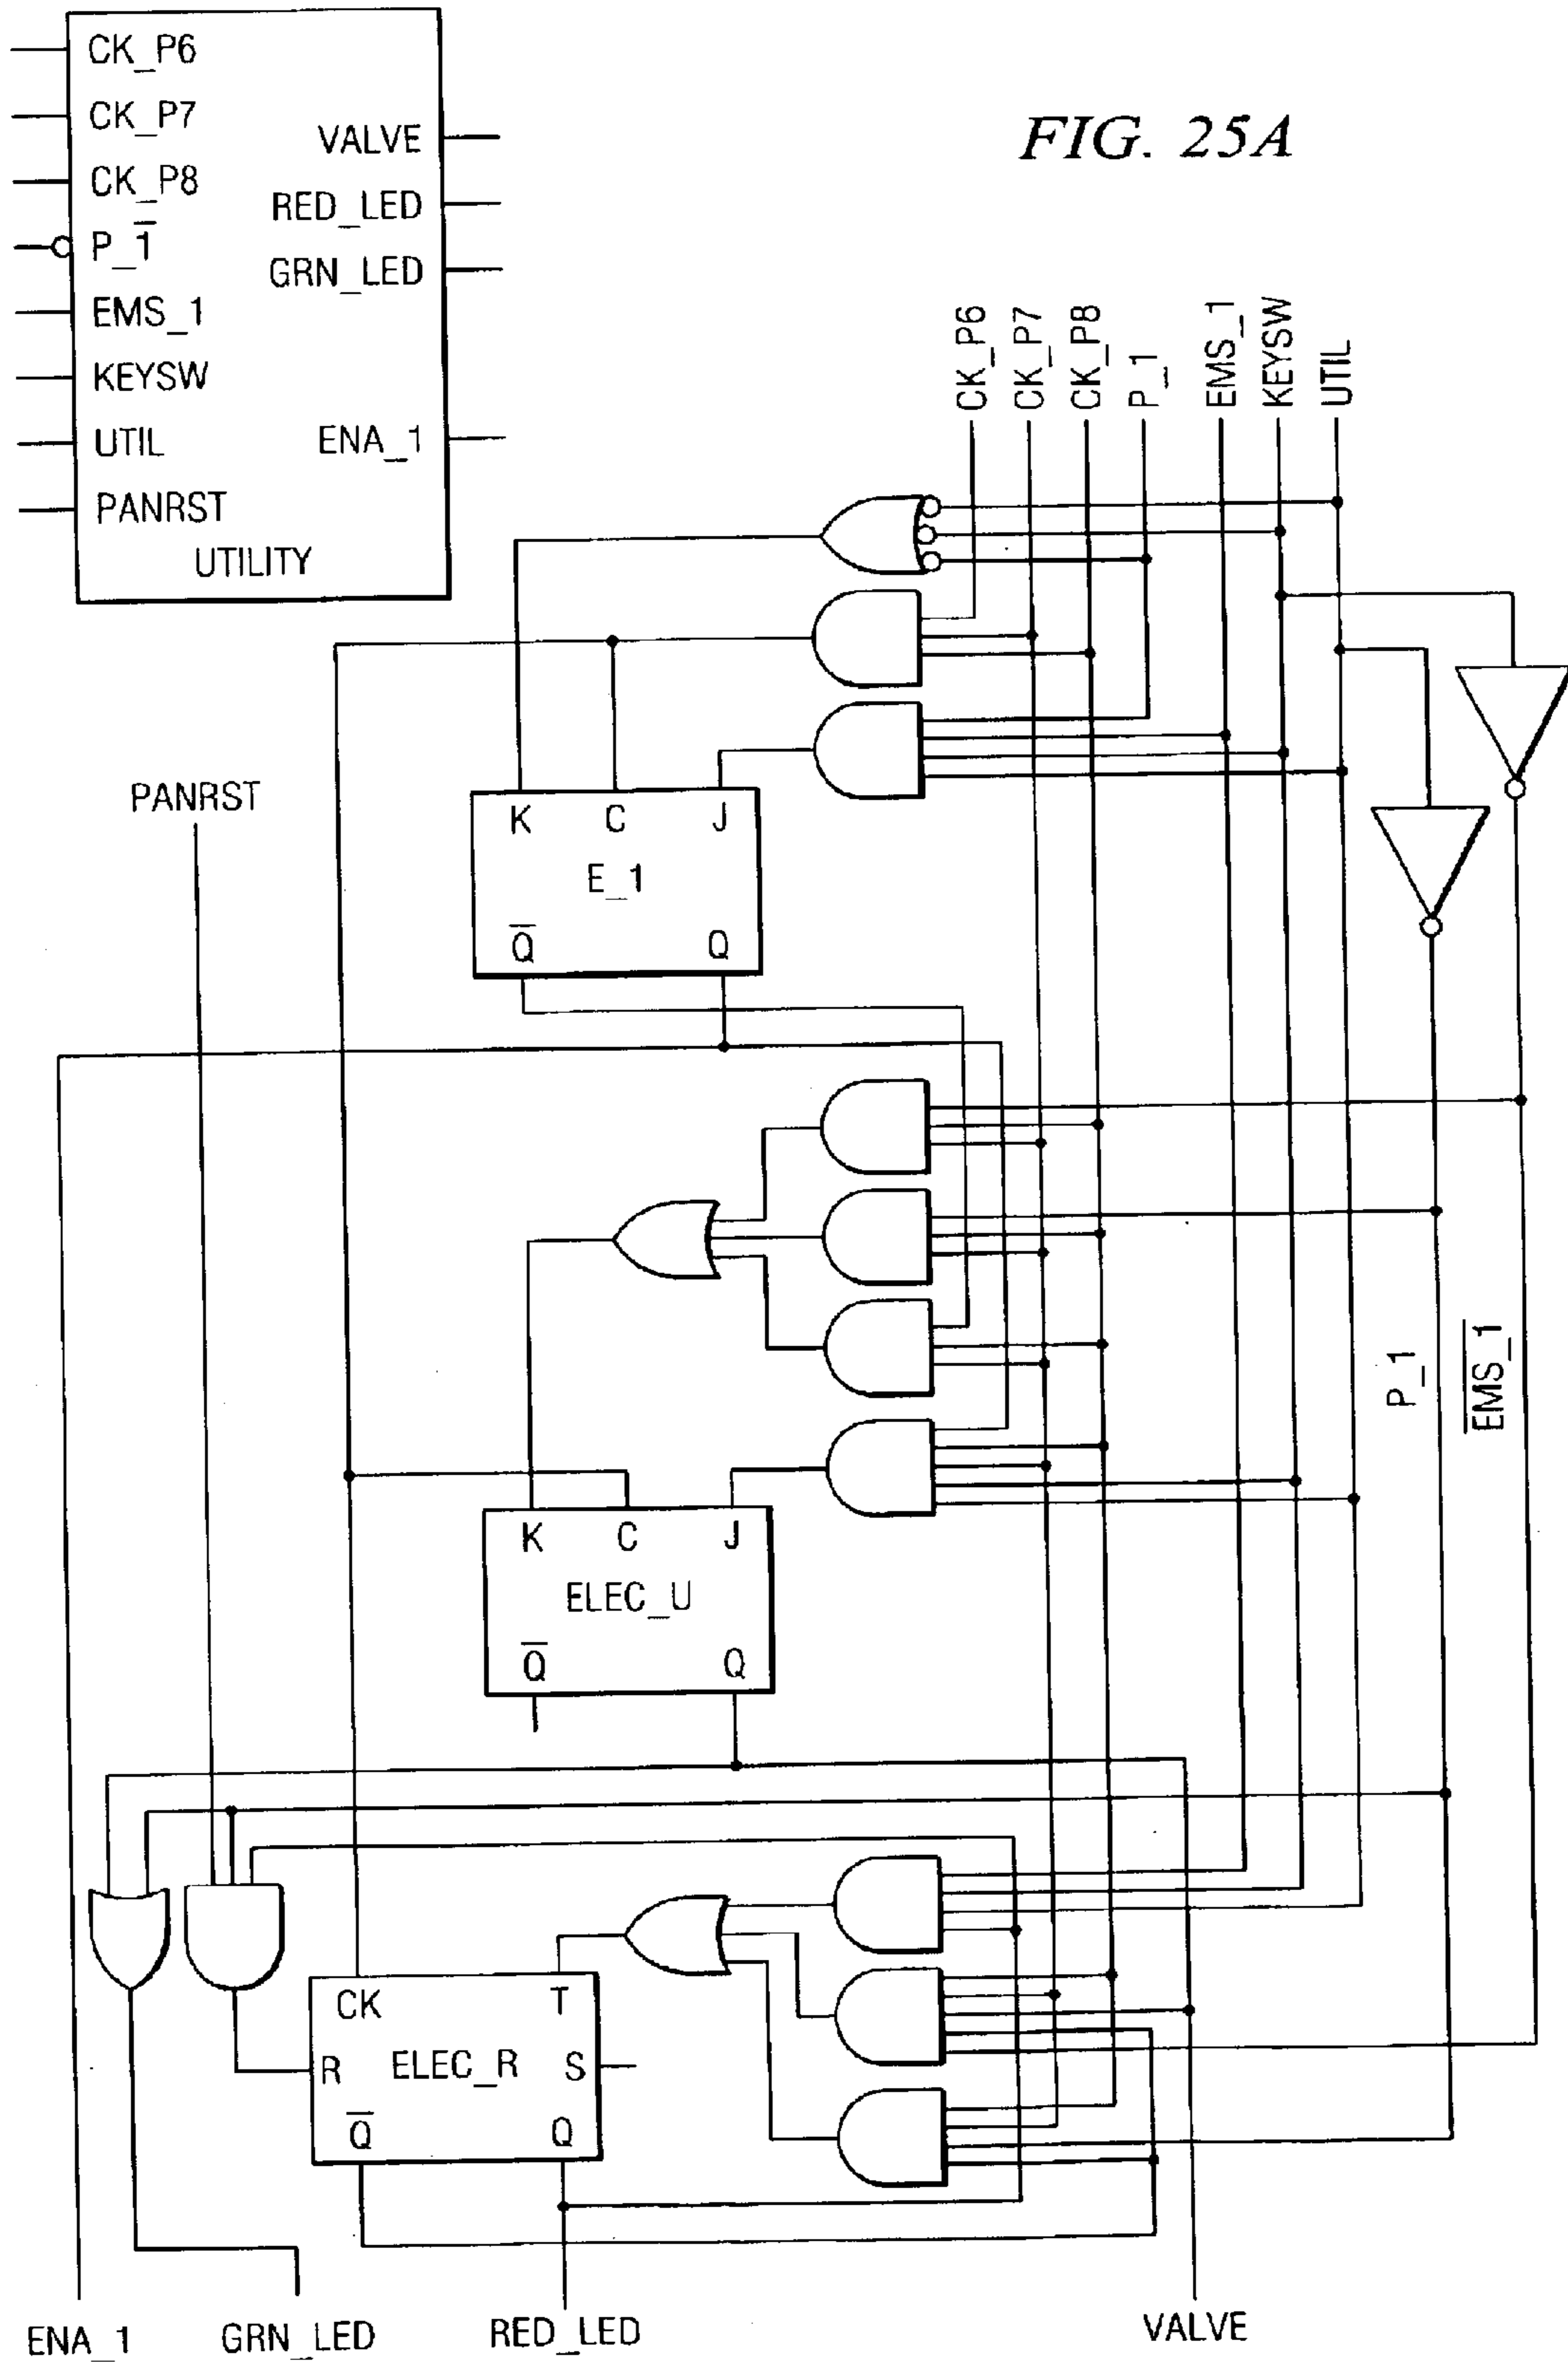 FIG. 25A
CK_P6
CK_P7
CK_P8
P_1̅
EMS_1
KEYSW
UTIL
PANRST
VALVE
RED_LED
GRN_LED
ENA_1
UTILITY
CK_P6
CK_P7
CK_P8
P_1
EMS_1
KEYSW
UTIL
PANRST
K C J
E_1
Q̅ Q
P_1
E̅M̅S̅_̅1̅
K C J
ELEC_U
Q̅ Q
CK T
R ELEC_R S
Q̅ Q
ENA_1
GRN_LED
RED_LED
VALVE